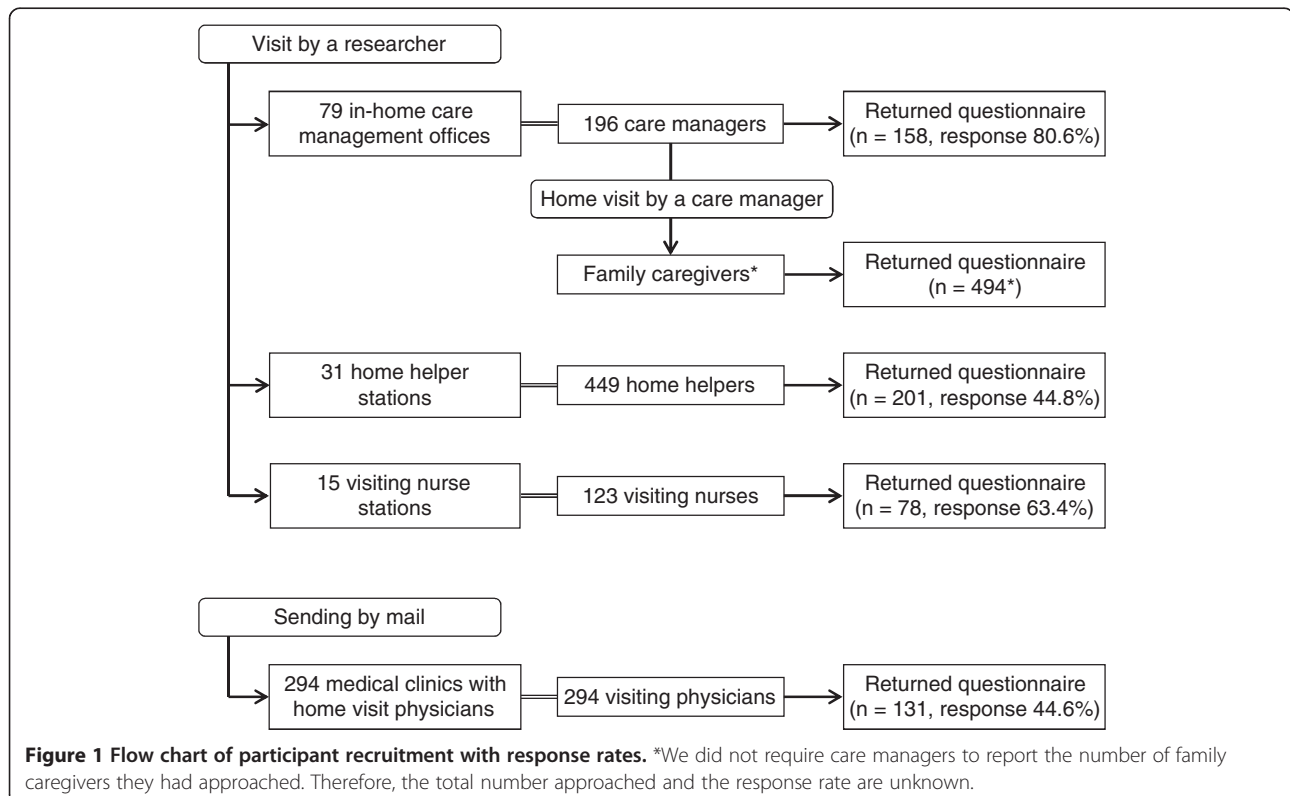 Visit by a researcher
79 in-home care
management offices
196 care managers
Returned questionnaire
(n = 158, response 80.6%)
Home visit by a care manager
Family caregivers*
Returned questionnaire
(n = 494*)
31 home helper
stations
449 home helpers
Returned questionnaire
(n = 201, response 44.8%)
15 visiting nurse
stations
123 visiting nurses
Returned questionnaire
(n = 78, response 63.4%)
Sending by mail
294 medical clinics with
home visit physicians
294 visiting physicians
Returned questionnaire
(n = 131, response 44.6%)
Figure 1 Flow chart of participant recruitment with response rates. *We did not require care managers to report the number of family
caregivers they had approached. Therefore, the total number approached and the response rate are unknown.